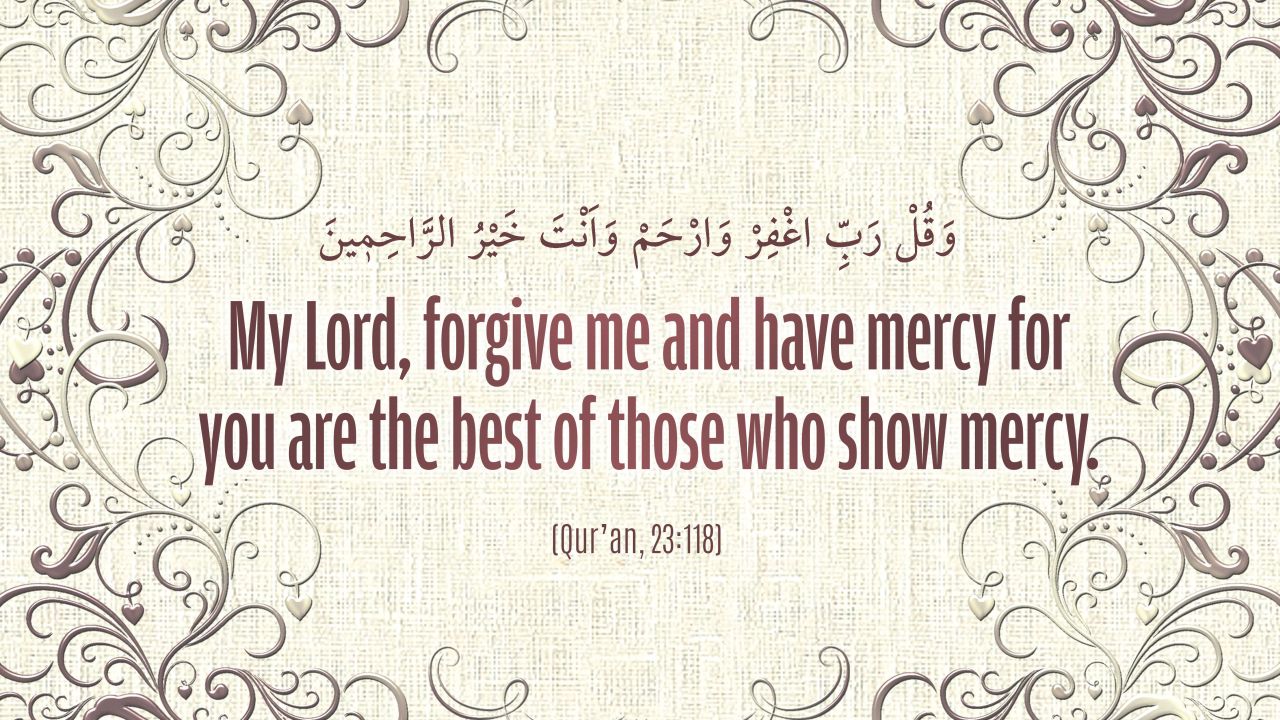 وَقُلْ رَبِّ اغْفِرْ وَارْحَمْ وَاَنْتَ خَيْرُ الرَّاحِم۪ينَ
My Lord, forgive me and have mercy for
you are the best of those who show mercy.
(Qur’an, 23:118)